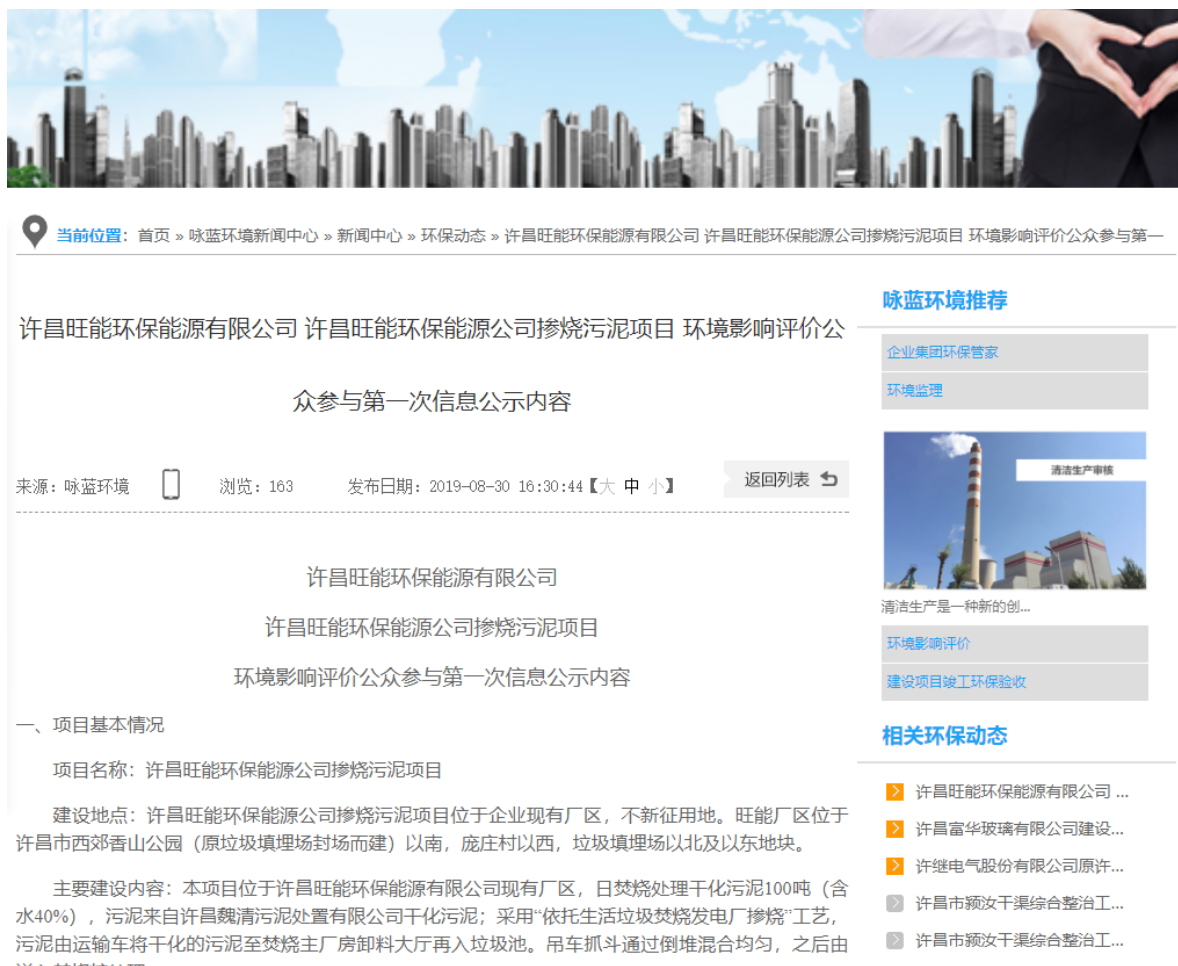 当前位置：首页 » 咏蓝环境新闻中心 » 新闻中心 » 环保动态 » 许昌旺能环保能源有限公司 许昌旺能环保能源公司掺烧污泥项目 环境影响评价公众参与第一
许昌旺能环保能源有限公司 许昌旺能环保能源公司掺烧污泥项目 环境影响评价公
众参与第一次信息公示内容
来源：咏蓝环境 浏览：163 发布日期：2019-08-30 16:30:44【大 中 小】
返回列表
许昌旺能环保能源有限公司
许昌旺能环保能源公司掺烧污泥项目
环境影响评价公众参与第一次信息公示内容
一、项目基本情况
项目名称：许昌旺能环保能源公司掺烧污泥项目
建设地点：许昌旺能环保能源公司掺烧污泥项目位于企业现有厂区，不新征用地。旺能厂区位于
许昌市西郊香山公园（原垃圾填埋场封场而建）以南，庞庄村以西，垃圾填埋场以北及以东地块。
主要建设内容：本项目位于许昌旺能环保能源有限公司现有厂区，日焚烧处理干化污泥100吨（含
水40%），污泥来自许昌魏清污泥处置有限公司干化污泥；采用“依托生活垃圾焚烧发电厂掺烧”工艺，
污泥由运输车将干化的污泥至焚烧主厂房卸料大厅再入垃圾池。吊车抓斗通过倒堆混合均匀，之后由
咏蓝环境推荐
企业集团环保管家
环境监理
清洁生产审核
清洁生产是一种新的创...
环境影响评价
建设项目竣工环保验收
相关环保动态
许昌旺能环保能源有限公司 ...
许昌富华玻璃有限公司建设...
许继电气股份有限公司原许...
许昌市颍汝干渠综合整治工...
许昌市颍汝干渠综合整治工...